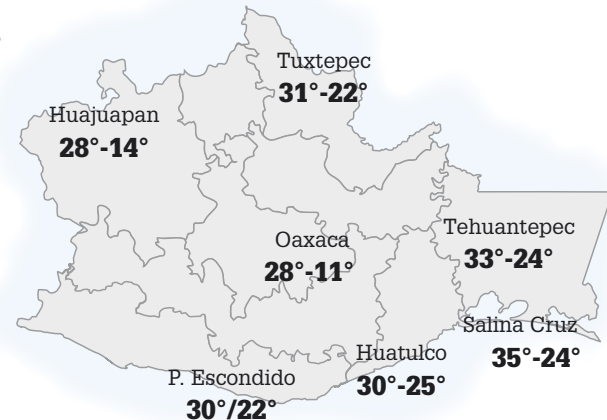 Tuxtepec
31°-22°
Huajuapan
28°-14°
Oaxaca
28°-11°
Tehuantepec
33°-24°
Salina Cruz
35°-24°
Huatulco
30°-25°
P. Escondido
30°/22°